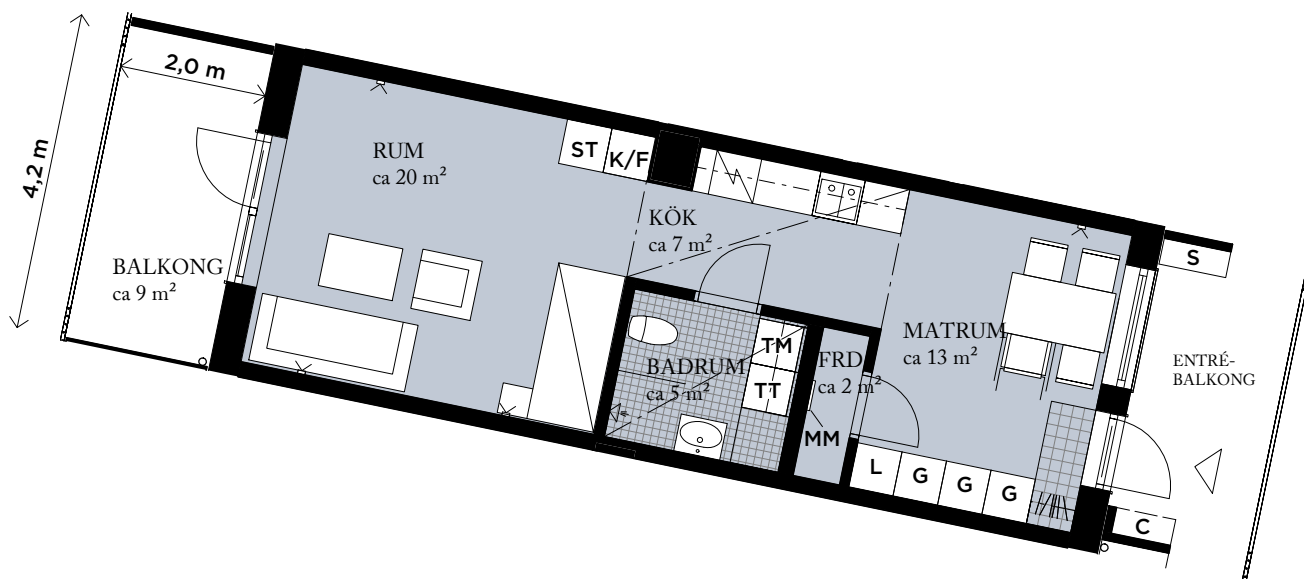 2,0 m
4,2 m
RUM
ca 20 m²
ST
K/F
KÖK
ca 7 m²
BALKONG
ca 9 m²
S
MATRUM
ca 13 m²
ENTRÉ-
BALKONG
TM
BADRUM
ca 5 m²
TT
FRD
ca 2 m²
MM
L
G
G
G
C